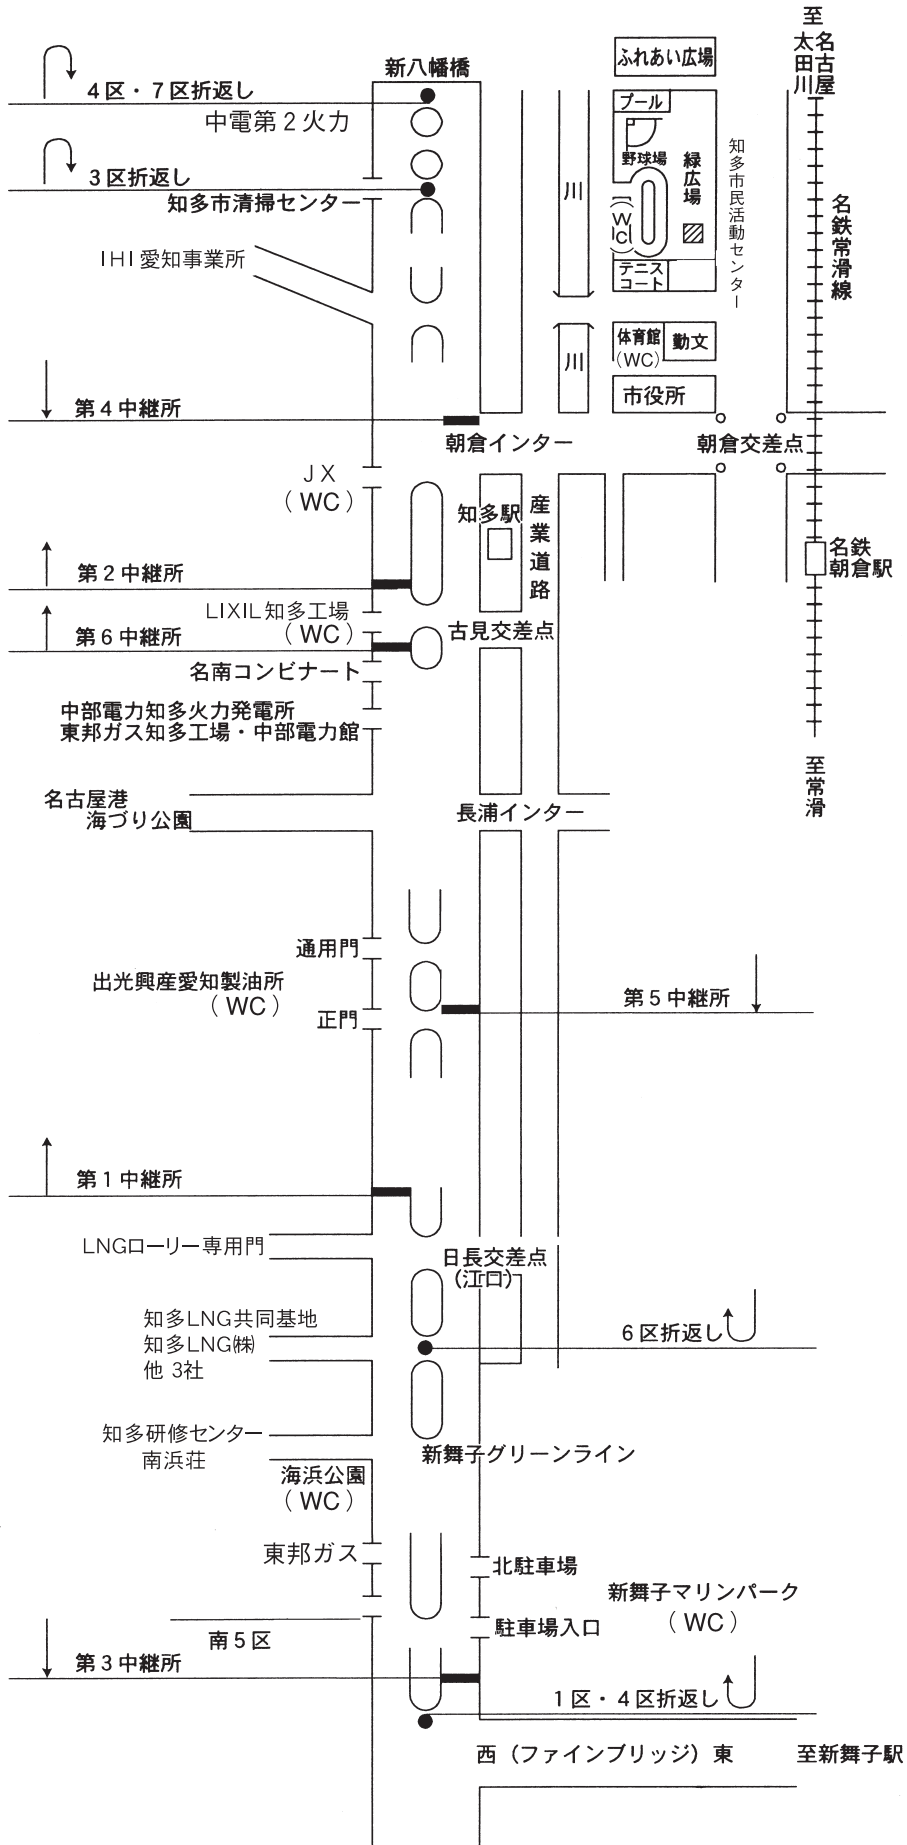 至
名古屋
太田川
ふれあい広場
新八幡橋
4区・7区折返し
プール
中電第2火力
知多市民活動センター
野球場
緑広場
川
3区折返し
知多市清掃センター
名鉄常滑線
(WC)
IHI愛知事業所
テニス
コート
体育館
(WC)
勤文
川
市役所
第4中継所
朝倉インター
朝倉交差点
JX
(WC)
知多駅
産業道路
名鉄
朝倉駅
第2中継所
LIXIL知多工場
(WC)
第6中継所
古見交差点
名南コンビナート
中部電力知多火力発電所
東邦ガス知多工場・中部電力館
至常滑
名古屋港
海づり公園
長浦インター
通用門
出光興産愛知製油所
(WC)
正門
第5中継所
第1中継所
LNGローリー専用門
日長交差点
(江口)
知多LNG共同基地
知多LNG㈱
他 3社
6区折返し
知多研修センター
南浜荘
新舞子グリーンライン
海浜公園
(WC)
東邦ガス
北駐車場
新舞子マリンパーク
(WC)
駐車場入口
南5区
第3中継所
1区・4区折返し
西(ファインブリッジ)東
至新舞子駅